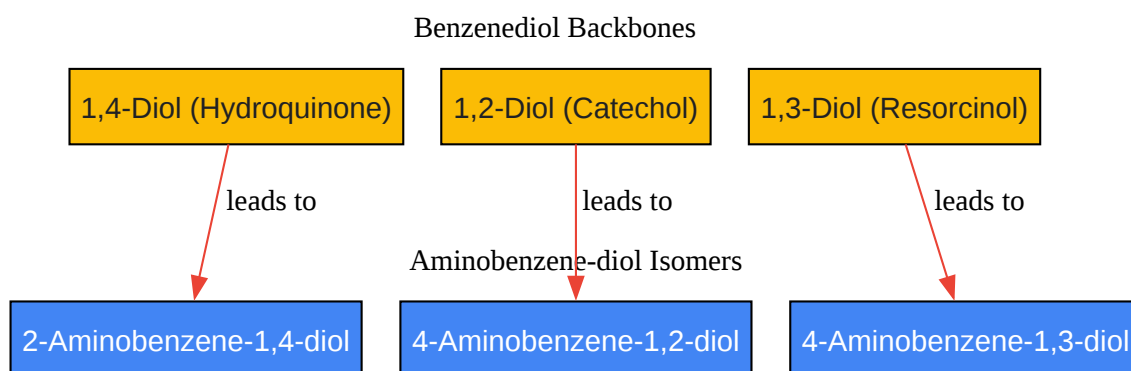 Benzenediol Backbones
1,4-Diol (Hydroquinone)
1,2-Diol (Catechol)
1,3-Diol (Resorcinol)
leads to
leads to
leads to
Aminobenzene-diol Isomers
2-Aminobenzene-1,4-diol
4-Aminobenzene-1,2-diol
4-Aminobenzene-1,3-diol